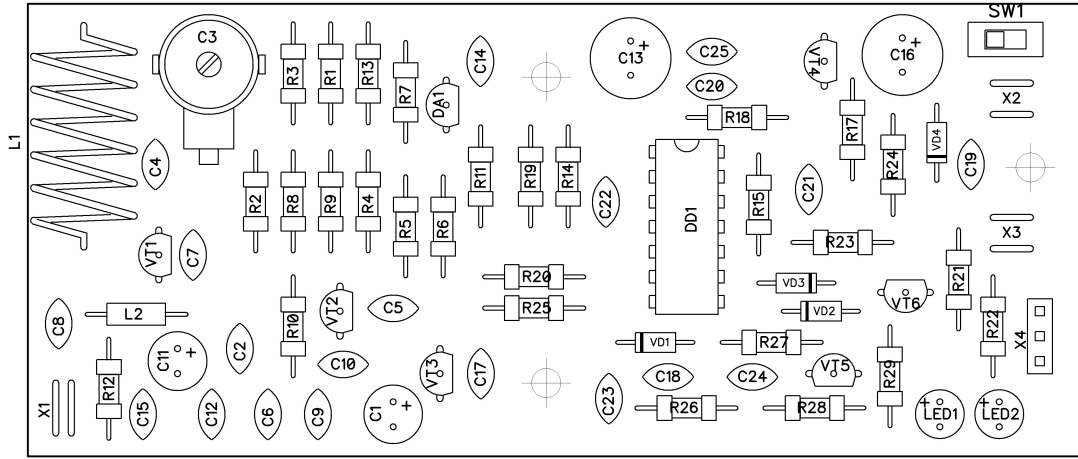 SW1
C3
R3
R1
R13
R7
DA1
C14
C13
+
C25
C20
VT4
C16
+
X2
R18
R17
R24
VD4
C19
L1
C4
R2
R8
R9
R4
R5
R6
R11
R19
R14
C22
DD1
R15
C21
R23
X3
VT1
C7
R20
R25
VD3
VD2
VT6
R21
R22
X4
C8
L2
R10
VT2
C5
C11
+
C2
C10
VT3
C17
VD1
R27
C18
C24
VT5
R29
X1
R12
C15
C12
C6
C9
C1
+
C23
R26
R28
+
LED1
+
LED2